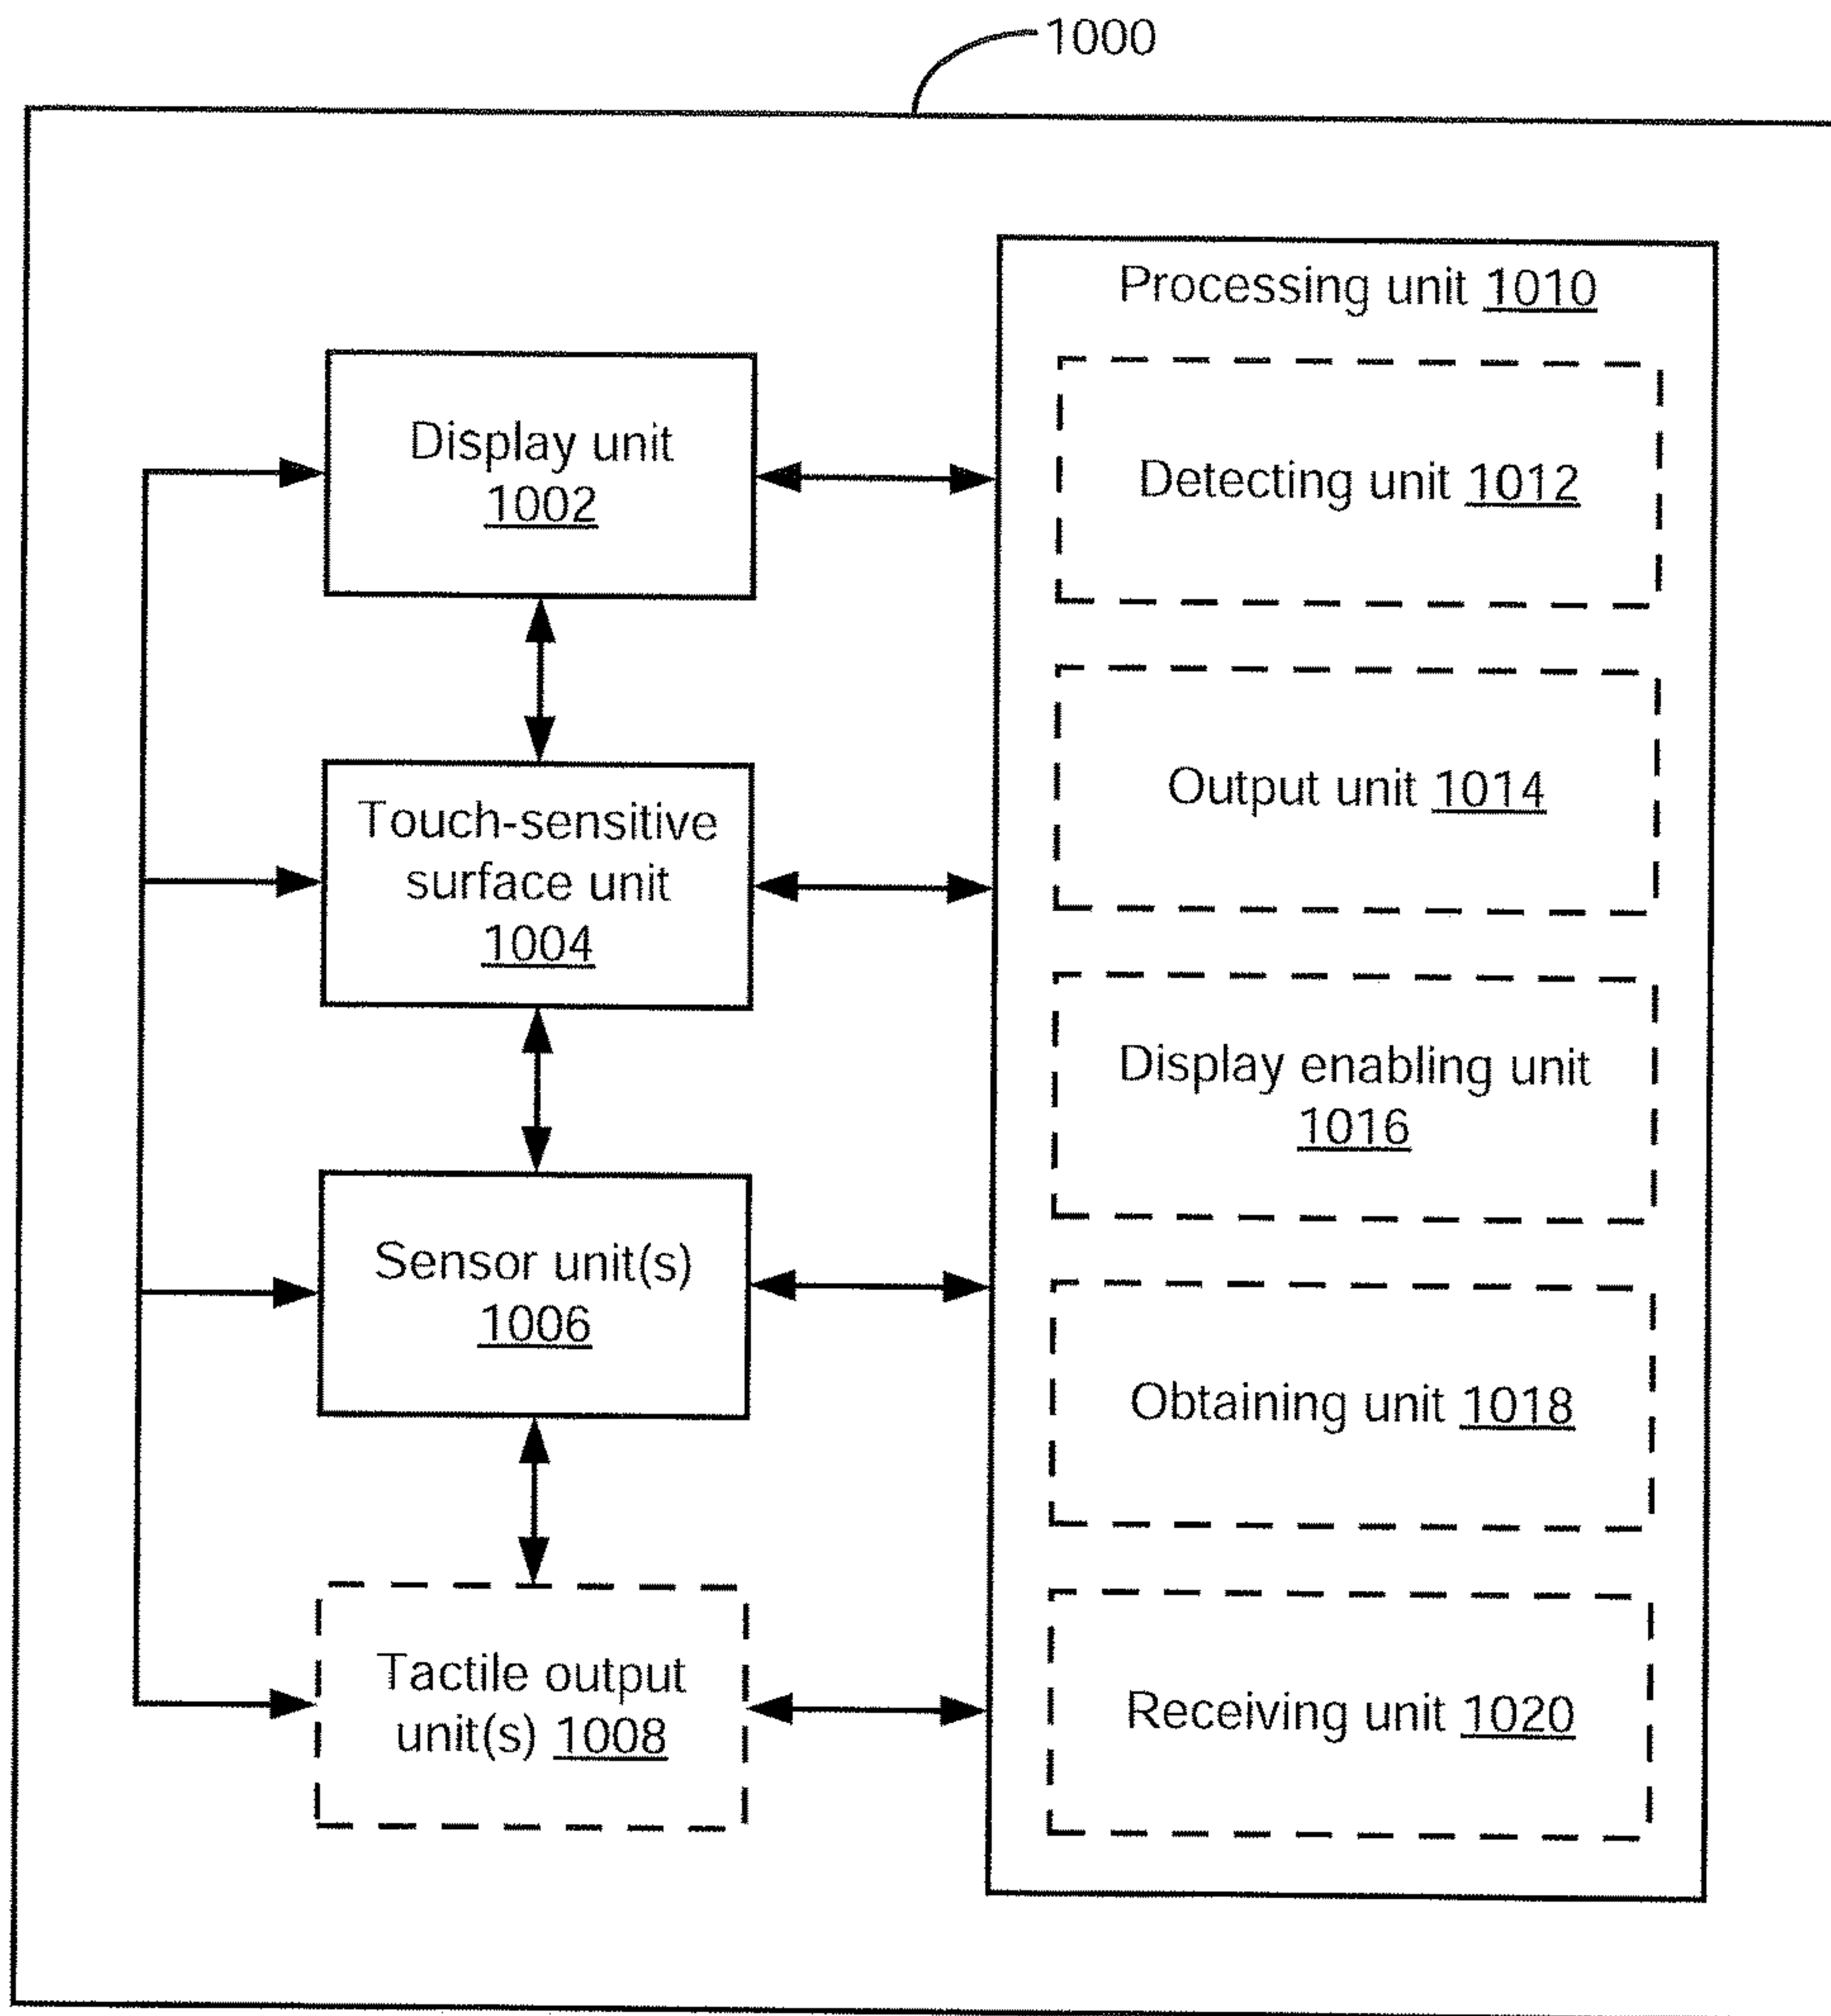 1000
Processing unit 1010
Display unit
1002
Detecting unit 1012
Touch-sensitive
surface unit
1004
Output unit 1014
Display enabling unit
1016
Sensor unit(s)
1006
Obtaining unit 1018
Tactile output
unit(s) 1008
Receiving unit 1020